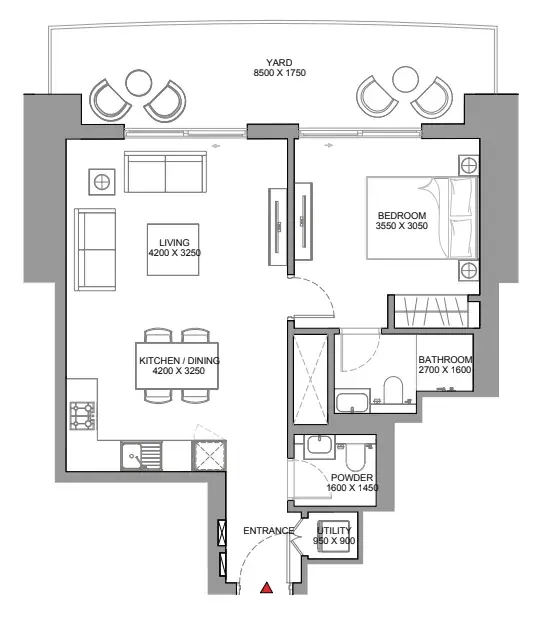 YARD
8500 X 1750
BEDROOM
3550 X 3050
LIVING
4200 X 3250
KITCHEN / DINING
4200 X 3250
BATHROOM
2700 X 1600
POWDER
1600 X 1450
ENTRANCE
UTILITY
950 X 900